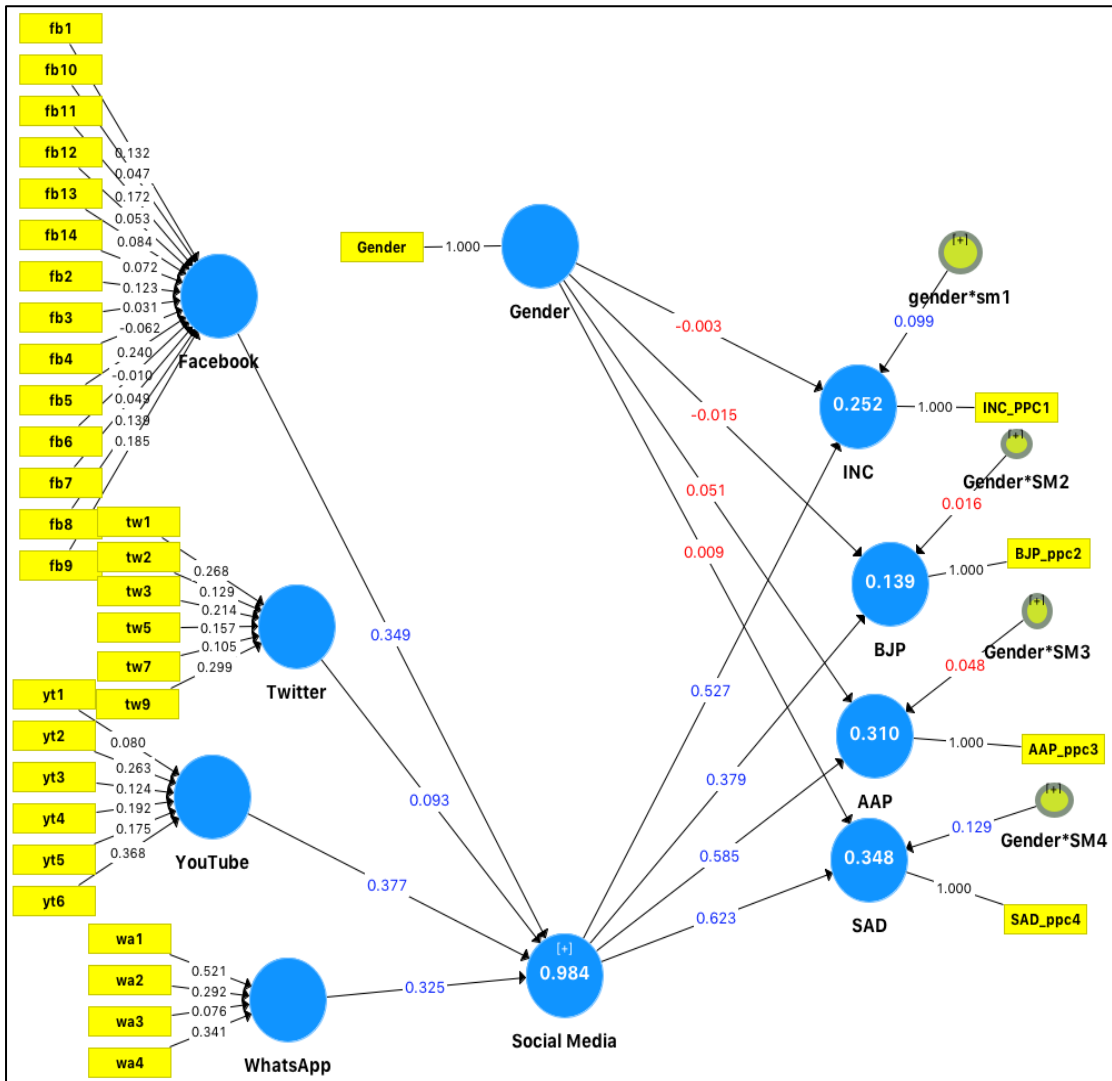 fb1
fb10
fb11
fb12
fb13
fb14
fb2
fb3
fb4
fb5
fb6
fb7
fb8
fb9
0.132
0.047
0.172
0.053
0.084
0.072
0.123
0.031
-0.062
0.240
-0.010
0.049
0.139
0.185
Facebook
tw1
tw2
tw3
tw5
tw7
tw9
0.268
0.129
0.214
0.157
0.105
0.299
Twitter
yt1
yt2
yt3
yt4
yt5
yt6
0.080
0.263
0.124
0.192
0.175
0.368
YouTube
wa1
wa2
wa3
wa4
0.521
0.292
0.076
0.341
WhatsApp
0.349
0.093
0.377
0.325
[+]
0.984
Social Media
Gender
1.000
Gender
-0.003
-0.015
0.051
0.009
0.527
0.379
0.585
0.623
[+]
gender*sm1
0.099
0.252
INC
1.000
INC_PPC1
[+]
Gender*SM2
0.016
0.139
BJP
1.000
BJP_ppc2
[+]
Gender*SM3
0.048
0.310
AAP
1.000
AAP_ppc3
[+]
Gender*SM4
0.129
0.348
SAD
1.000
SAD_ppc4